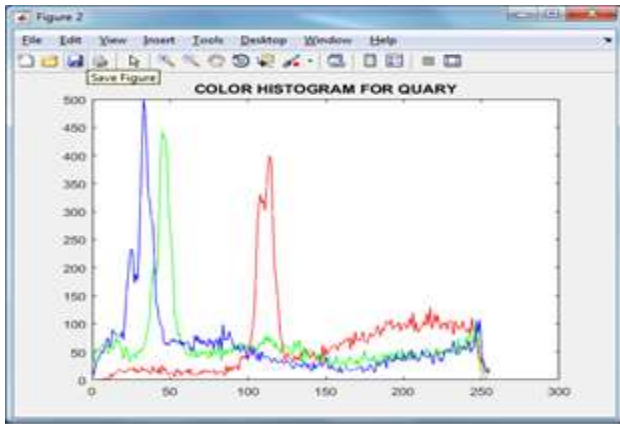 Figure 2
File Edit View Insert Tools Desktop Window Help
Save Figure
COLOR HISTOGRAM FOR QUARY
500
450
400
350
300
250
200
150
100
50
0
0 50 100 150 200 250 300